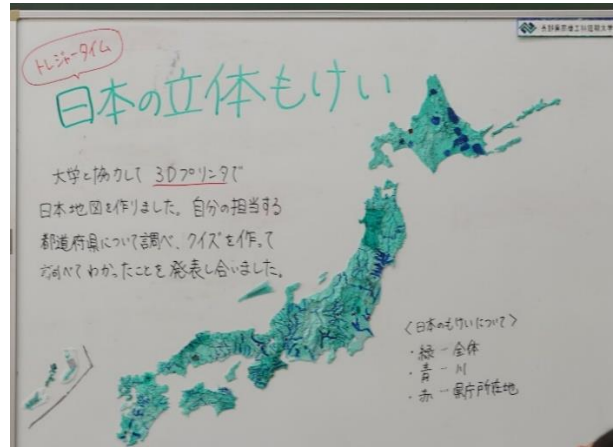 トレジャータイム
日本の立体もけい
大学と協力して 3Dプリンタで
日本地図を作りました。自分の担当する
都道府県について調べ、クイズを作って
調べてわかったことを発表し合いました。
〈日本のもけいについて〉
・緑ー全体
・青ー川
・赤ー県庁所在地